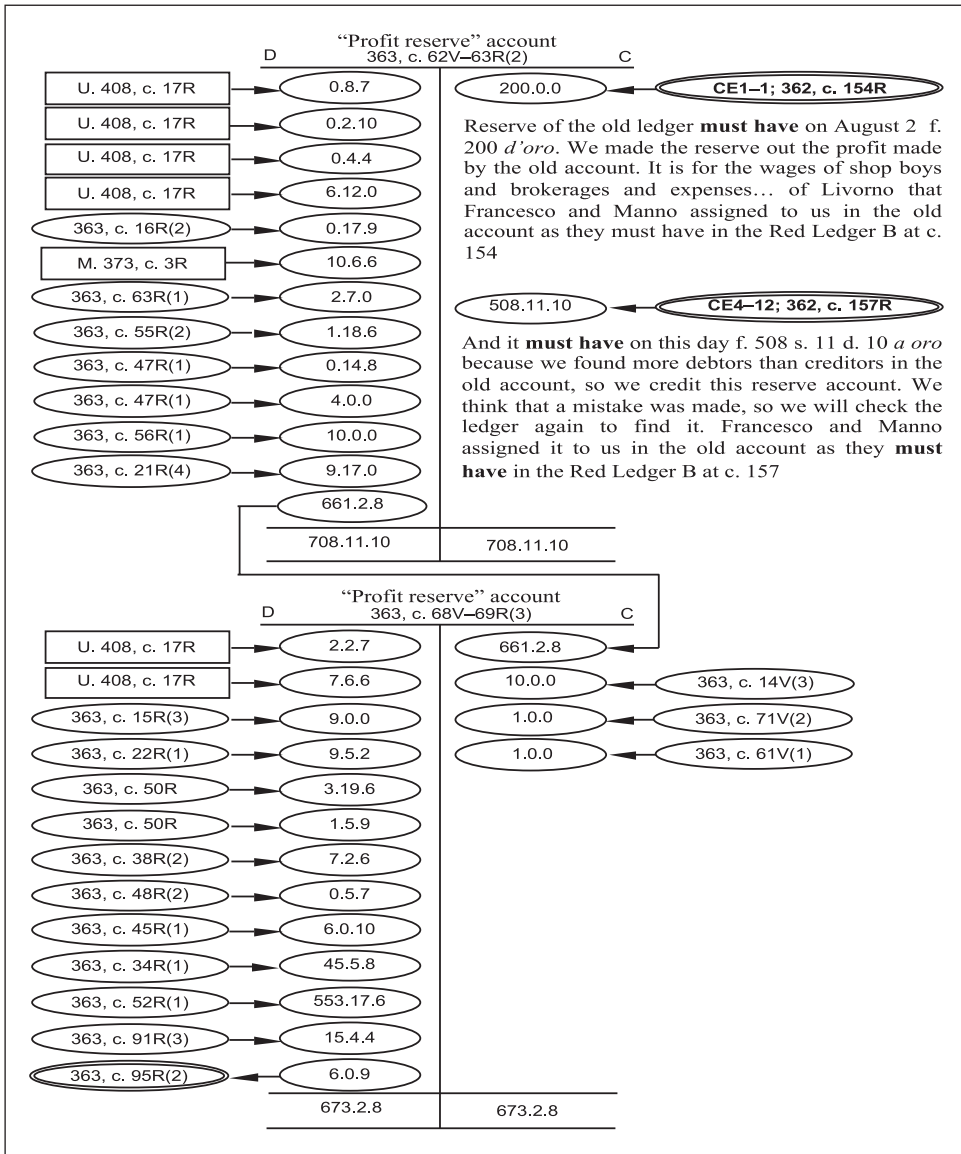 “Profit reserve” account
363, c. 62V–63R(2)
D C
U. 408, c. 17R 0.8.7 200.0.0 CE1–1; 362, c. 154R
U. 408, c. 17R 0.2.10
U. 408, c. 17R 0.4.4
U. 408, c. 17R 6.12.0
363, c. 16R(2) 0.17.9
M. 373, c. 3R 10.6.6
Reserve of the old ledger must have on August 2 f.
200 d’oro. We made the reserve out the profit made
by the old account. It is for the wages of shop boys
and brokerages and expenses… of Livorno that
Francesco and Manno assigned to us in the old
account as they must have in the Red Ledger B at c.
154
363, c. 63R(1) 2.7.0 508.11.10 CE4–12; 362, c. 157R
363, c. 55R(2) 1.18.6
363, c. 47R(1) 0.14.8
363, c. 47R(1) 4.0.0
363, c. 56R(1) 10.0.0
363, c. 21R(4) 9.17.0
And it must have on this day f. 508 s. 11 d. 10 a oro
because we found more debtors than creditors in the
old account, so we credit this reserve account. We
think that a mistake was made, so we will check the
ledger again to find it. Francesco and Manno
assigned it to us in the old account as they must
have in the Red Ledger B at c. 157
661.2.8
708.11.10 708.11.10
“Profit reserve” account
363, c. 68V–69R(3)
D C
U. 408, c. 17R 2.2.7 661.2.8
U. 408, c. 17R 7.6.6 10.0.0 363, c. 14V(3)
363, c. 15R(3) 9.0.0 1.0.0 363, c. 71V(2)
363, c. 22R(1) 9.5.2 1.0.0 363, c. 61V(1)
363, c. 50R 3.19.6
363, c. 50R 1.5.9
363, c. 38R(2) 7.2.6
363, c. 48R(2) 0.5.7
363, c. 45R(1) 6.0.10
363, c. 34R(1) 45.5.8
363, c. 52R(1) 553.17.6
363, c. 91R(3) 15.4.4
363, c. 95R(2) 6.0.9
673.2.8 673.2.8